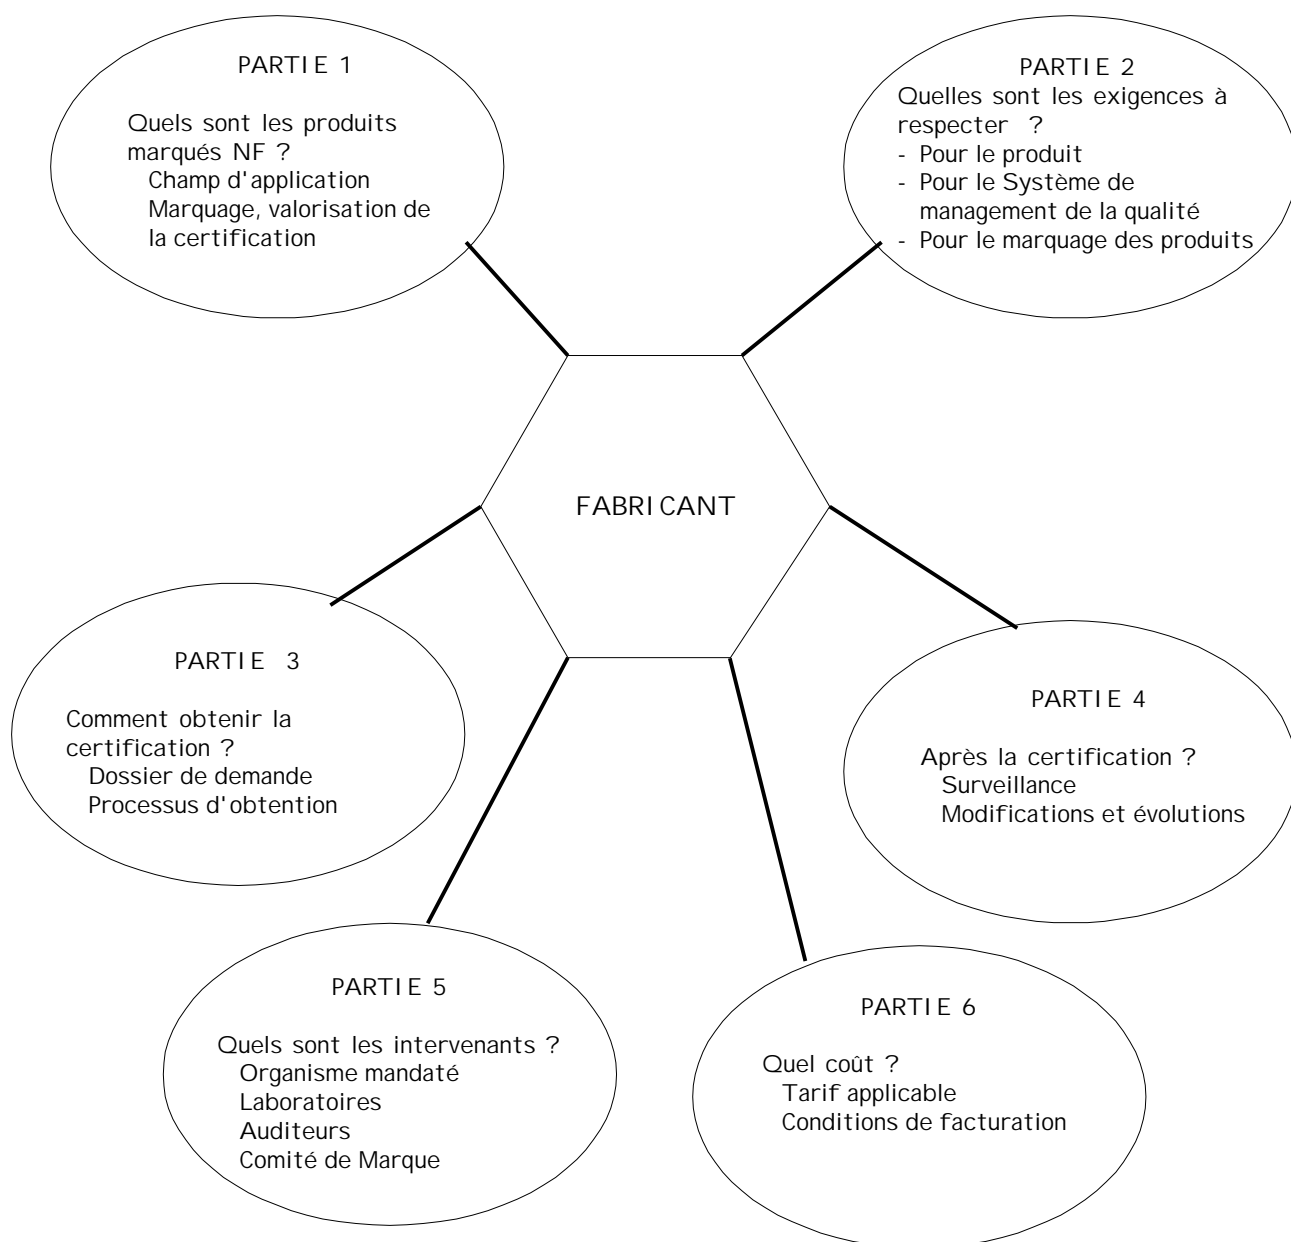 PARTIE 1
Quels sont les produits
marqués NF ?
Champ d'application
Marquage, valorisation de
la certification
PARTIE 2
Quelles sont les exigences à
respecter ?
- Pour le produit
- Pour le Système de
management de la qualité
- Pour le marquage des produits
FABRICANT
PARTIE 3
Comment obtenir la
certification ?
Dossier de demande
Processus d'obtention
PARTIE 4
Après la certification ?
Surveillance
Modifications et évolutions
PARTIE 5
Quels sont les intervenants ?
Organisme mandaté
Laboratoires
Auditeurs
Comité de Marque
PARTIE 6
Quel coût ?
Tarif applicable
Conditions de facturation